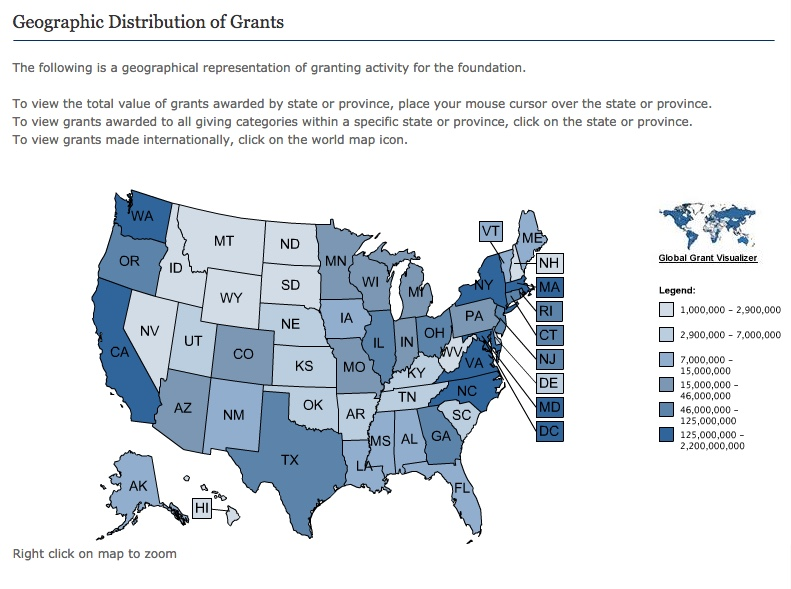 Geographic Distribution of Grants
The following is a geographical representation of granting activity for the foundation.
To view the total value of grants awarded by state or province, place your mouse cursor over the state or province.
To view grants awarded to all giving categories within a specific state or province, click on the state or province.
To view grants made internationally, click on the world map icon.
WA
OR
CA
NV
ID
MT
WY
UT
AZ
CO
NM
ND
SD
NE
KS
OK
TX
MN
IA
MO
AR
LA
WI
IL
MS
MI
IN
KY
TN
AL
OH
WV
GA
FL
SC
NC
VA
PA
NY
VT
ME
NH
MA
RI
CT
NJ
DE
MD
DC
AK
HI
Global Grant Visualizer
Legend:
1,000,000 – 2,900,000
2,900,000 – 7,000,000
7,000,000 –
15,000,000
15,000,000 –
46,000,000
46,000,000 –
125,000,000
125,000,000 –
2,200,000,000
Right click on map to zoom